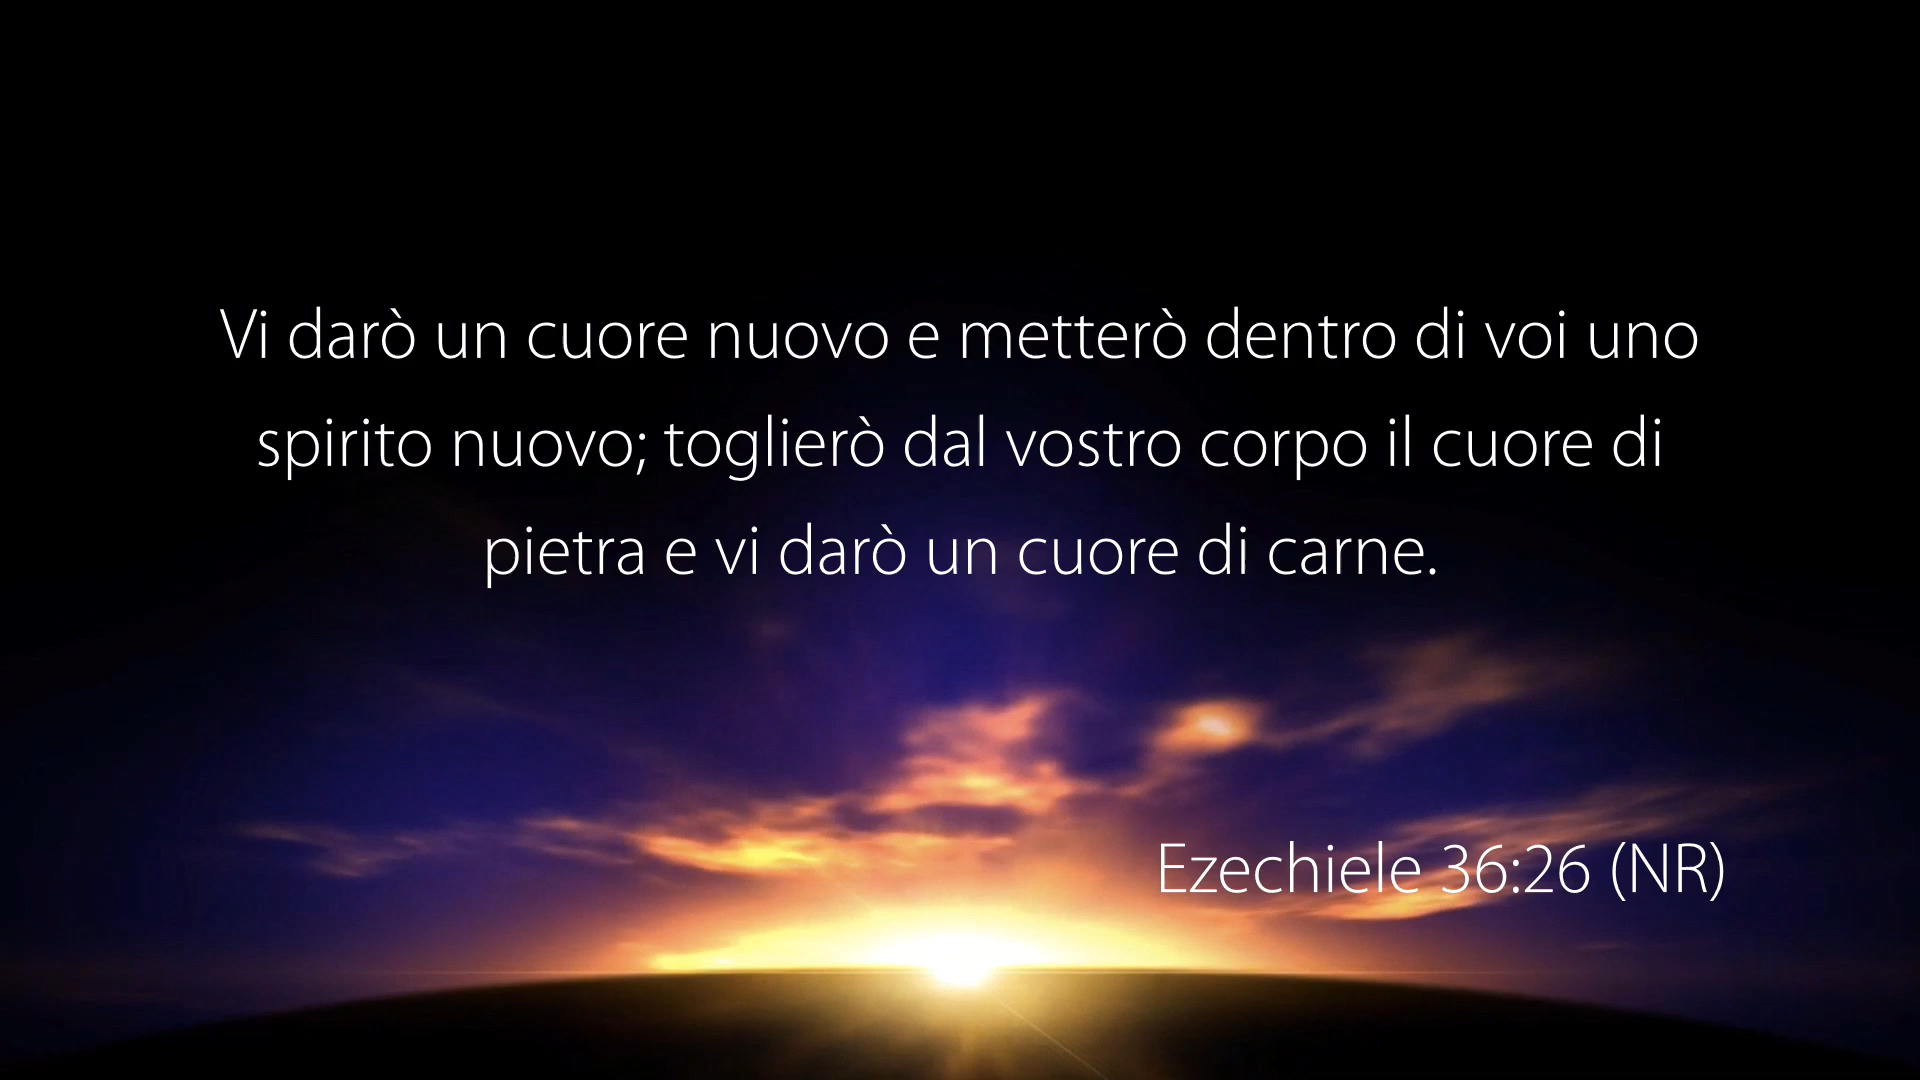 Vi darò un cuore nuovo e metterò dentro di voi uno
spirito nuovo; toglierò dal vostro corpo il cuore di
pietra e vi darò un cuore di carne.
Ezechiele 36:26 (NR)